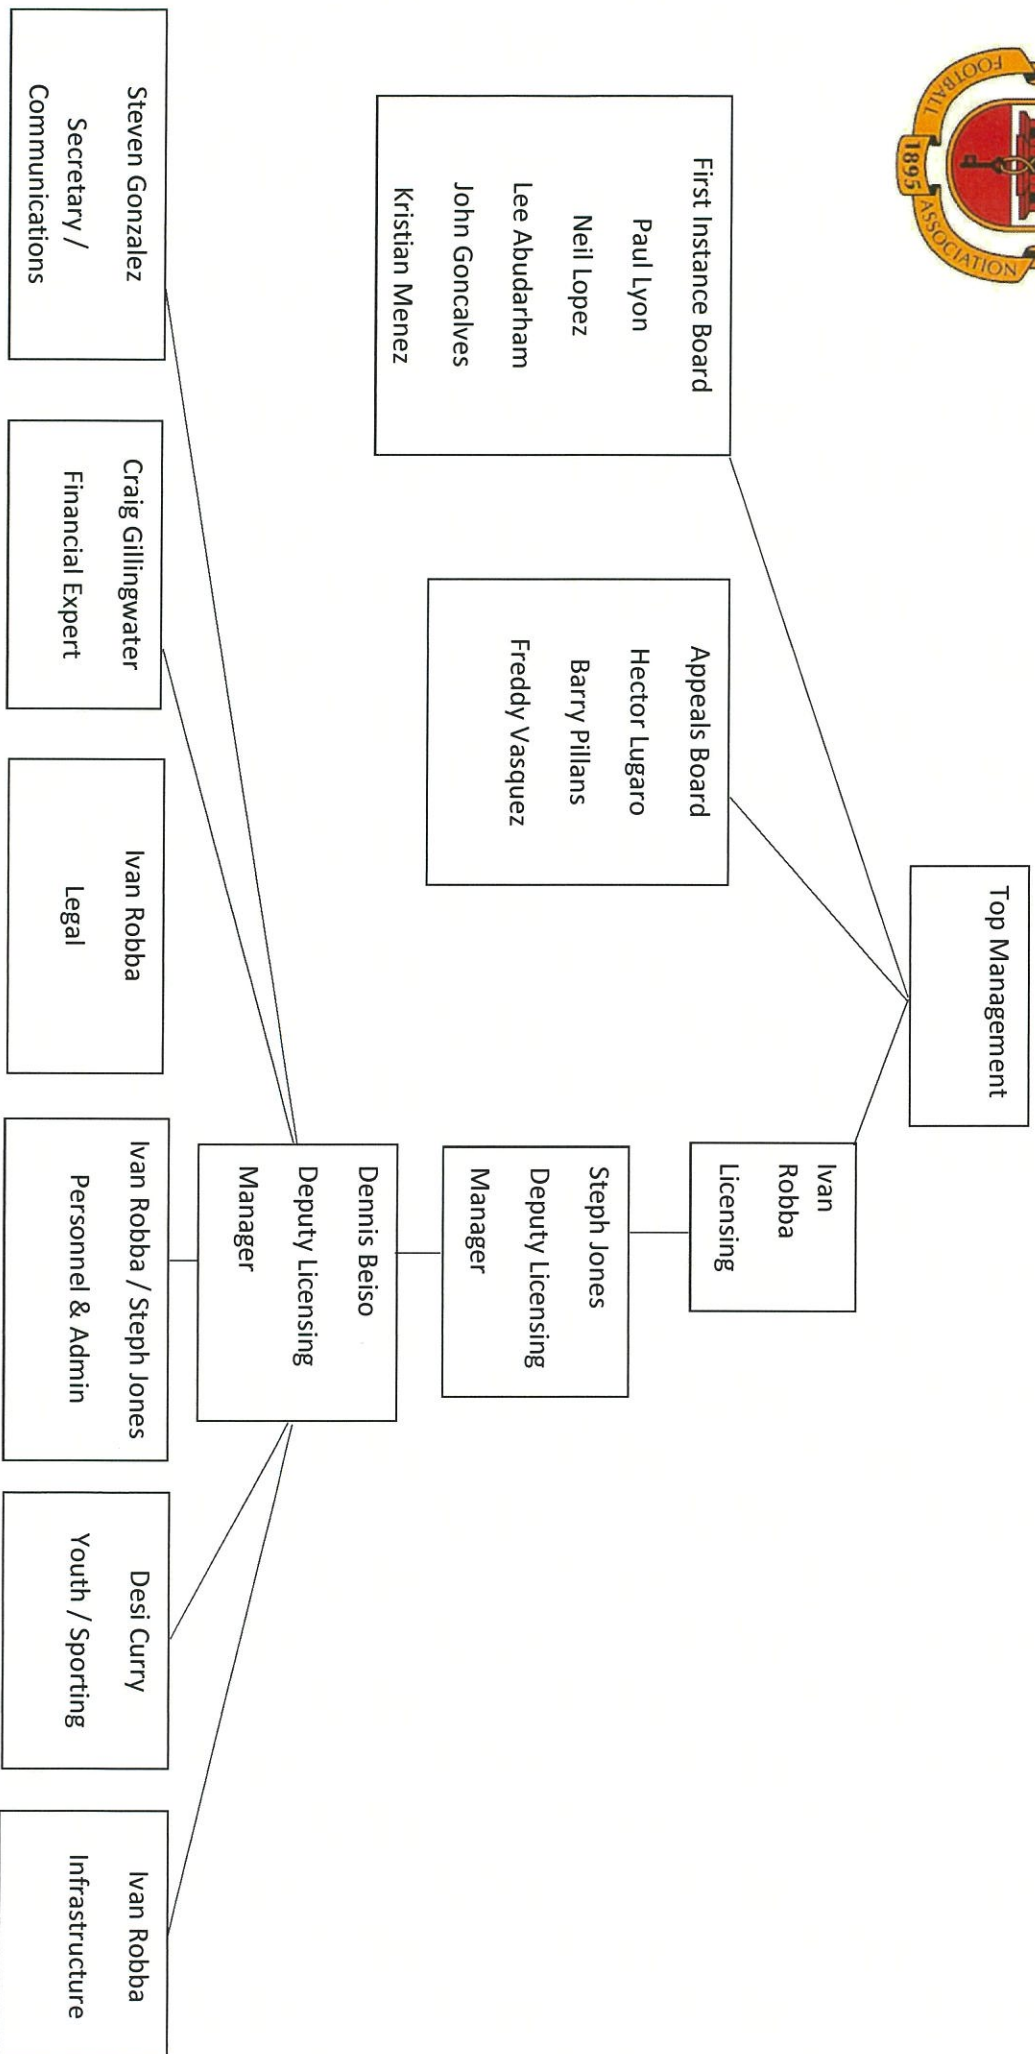 FOOTBALL
1895
ASSOCIATION
Top Management
Ivan
Robba
Licensing
First Instance Board
Paul Lyon
Neil Lopez
Lee Abudarham
John Goncalves
Kristian Menez
Appeals Board
Hector Lugaro
Barry Pillans
Freddy Vasquez
Steph Jones
Deputy Licensing
Manager
Dennis Beiso
Deputy Licensing
Manager
Steven Gonzalez
Secretary /
Communications
Craig Gillingwater
Financial Expert
Ivan Robba
Legal
Ivan Robba / Steph Jones
Personnel & Admin
Desi Curry
Youth / Sporting
Ivan Robba
Infrastructure